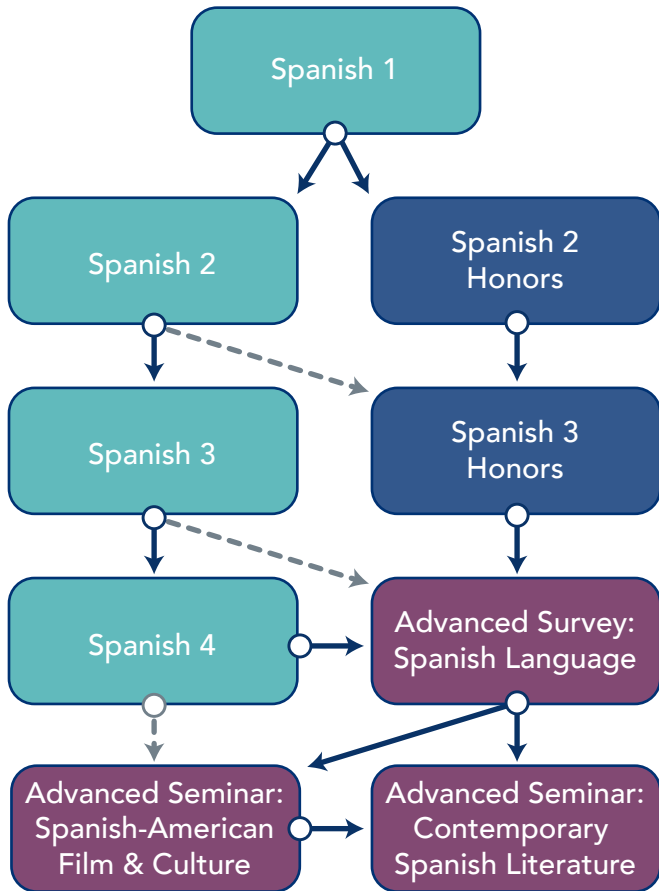 Spanish 1
Spanish 2
Spanish 2
Honors
Spanish 3
Spanish 3
Honors
Spanish 4
Advanced Survey:
Spanish Language
Advanced Seminar:
Spanish-American
Film & Culture
Advanced Seminar:
Contemporary
Spanish Literature